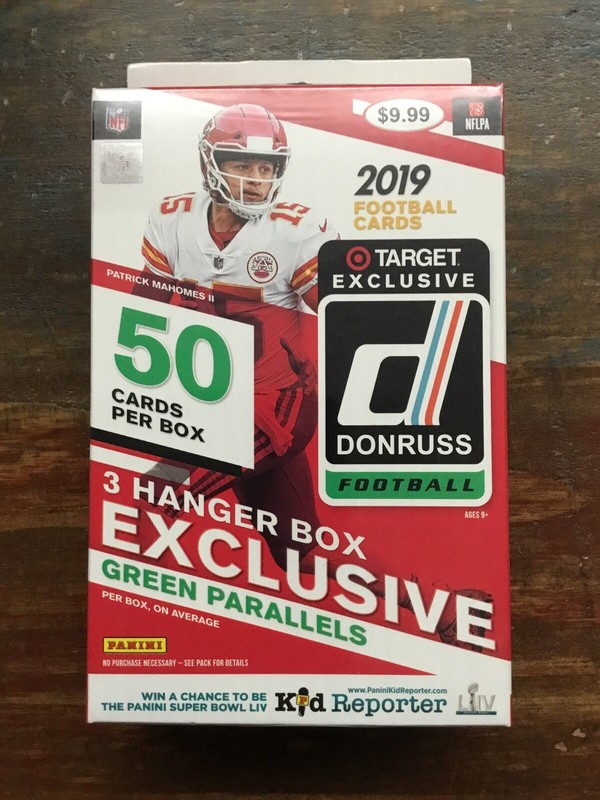 NFL
$9.99
NFLPA
2019
FOOTBALL
CARDS
15
15
TARGET
EXCLUSIVE
PATRICK MAHOMES II
50
CARDS
PER BOX
d
DONRUSS
FOOTBALL
AGES 9+
3 HANGER BOX
EXCLUSIVE
GREEN PARALLELS
PER BOX, ON AVERAGE
PANINI
NO PURCHASE NECESSARY – SEE PACK FOR DETAILS
WIN A CHANCE TO BE
THE PANINI SUPER BOWL LIV
www.PaniniKidReporter.com
Kid Reporter
LIV